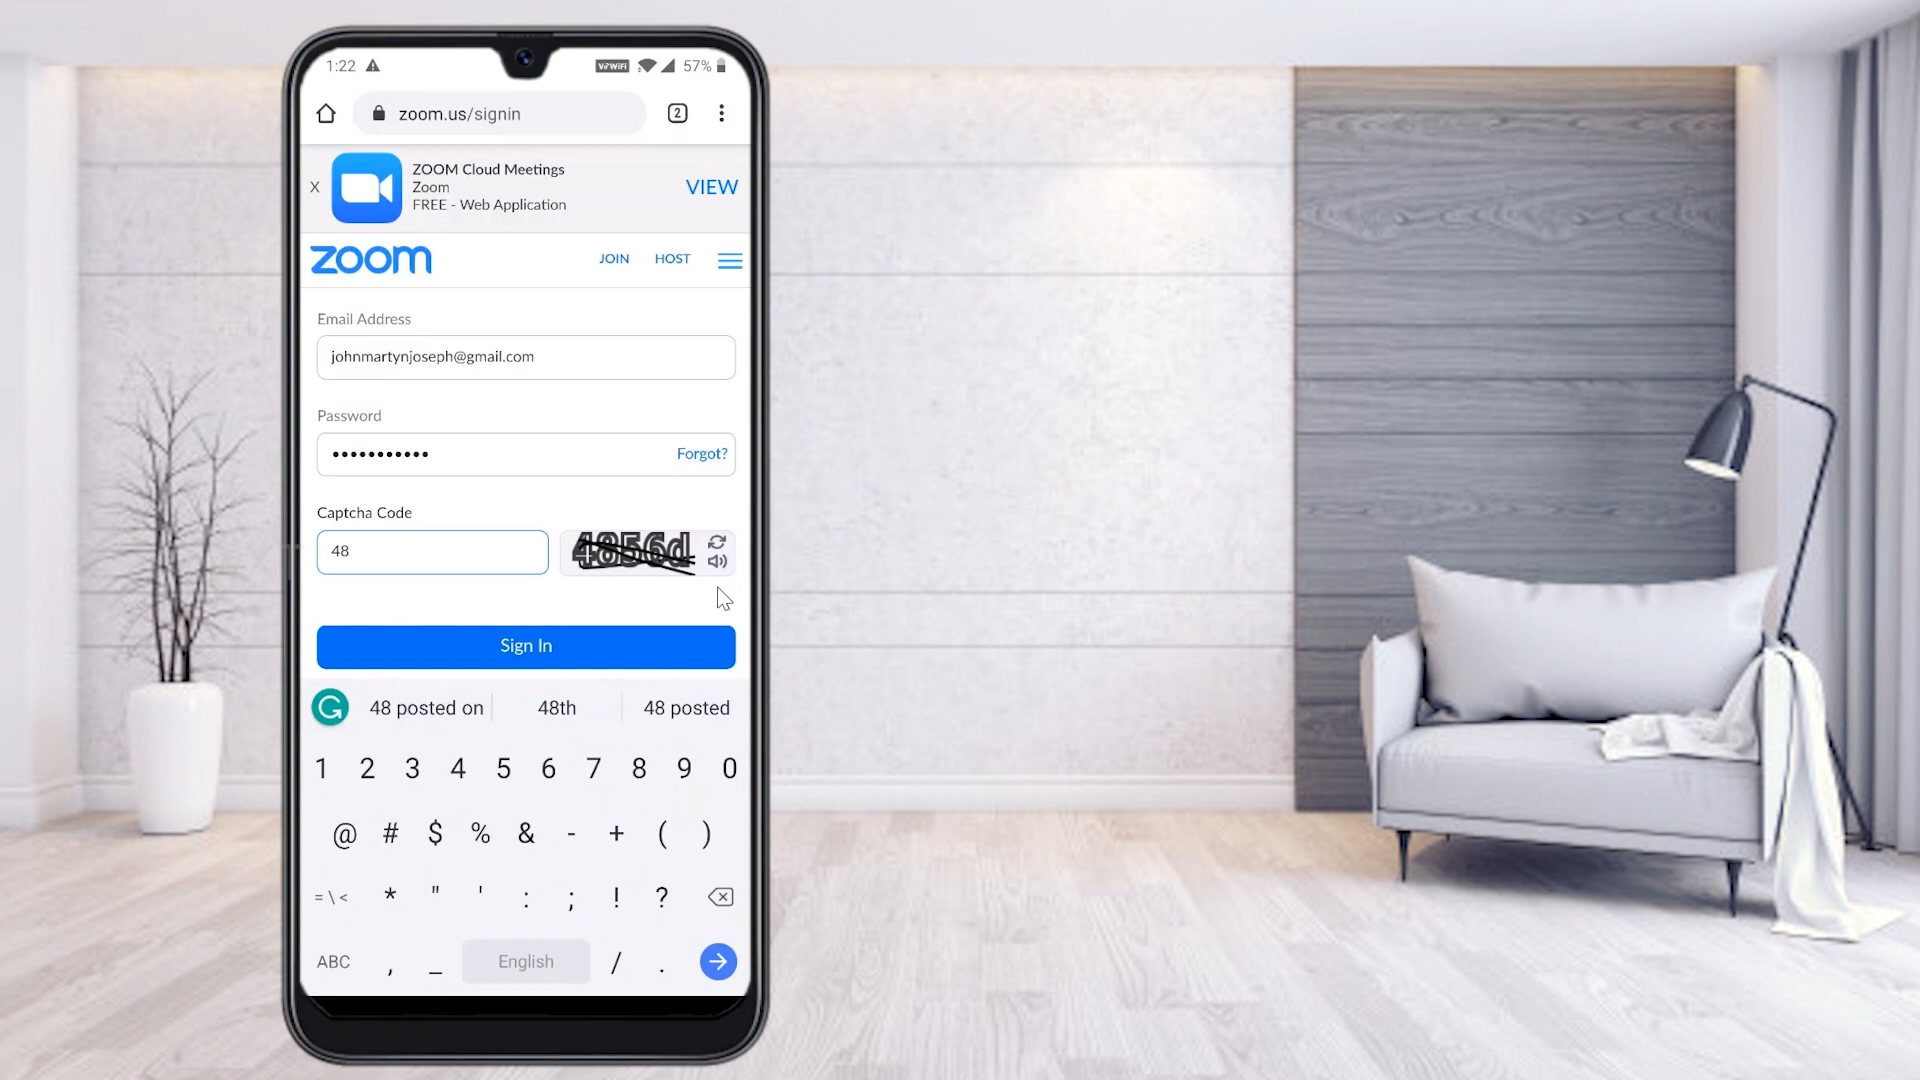 1:22 VoWiFi 57%
zoom.us/signin 2
X ZOOM Cloud Meetings
Zoom
FREE - Web Application
VIEW
zoom JOIN HOST
Email Address
johnmartynjoseph@gmail.com
Password
••••••••••• Forgot?
Captcha Code
48 4856d
Sign In
48 posted on 48th 48 posted
1 2 3 4 5 6 7 8 9 0
@ # $ % & - + ( )
= \ < * " ' : ; ! ?
ABC , _ English / .